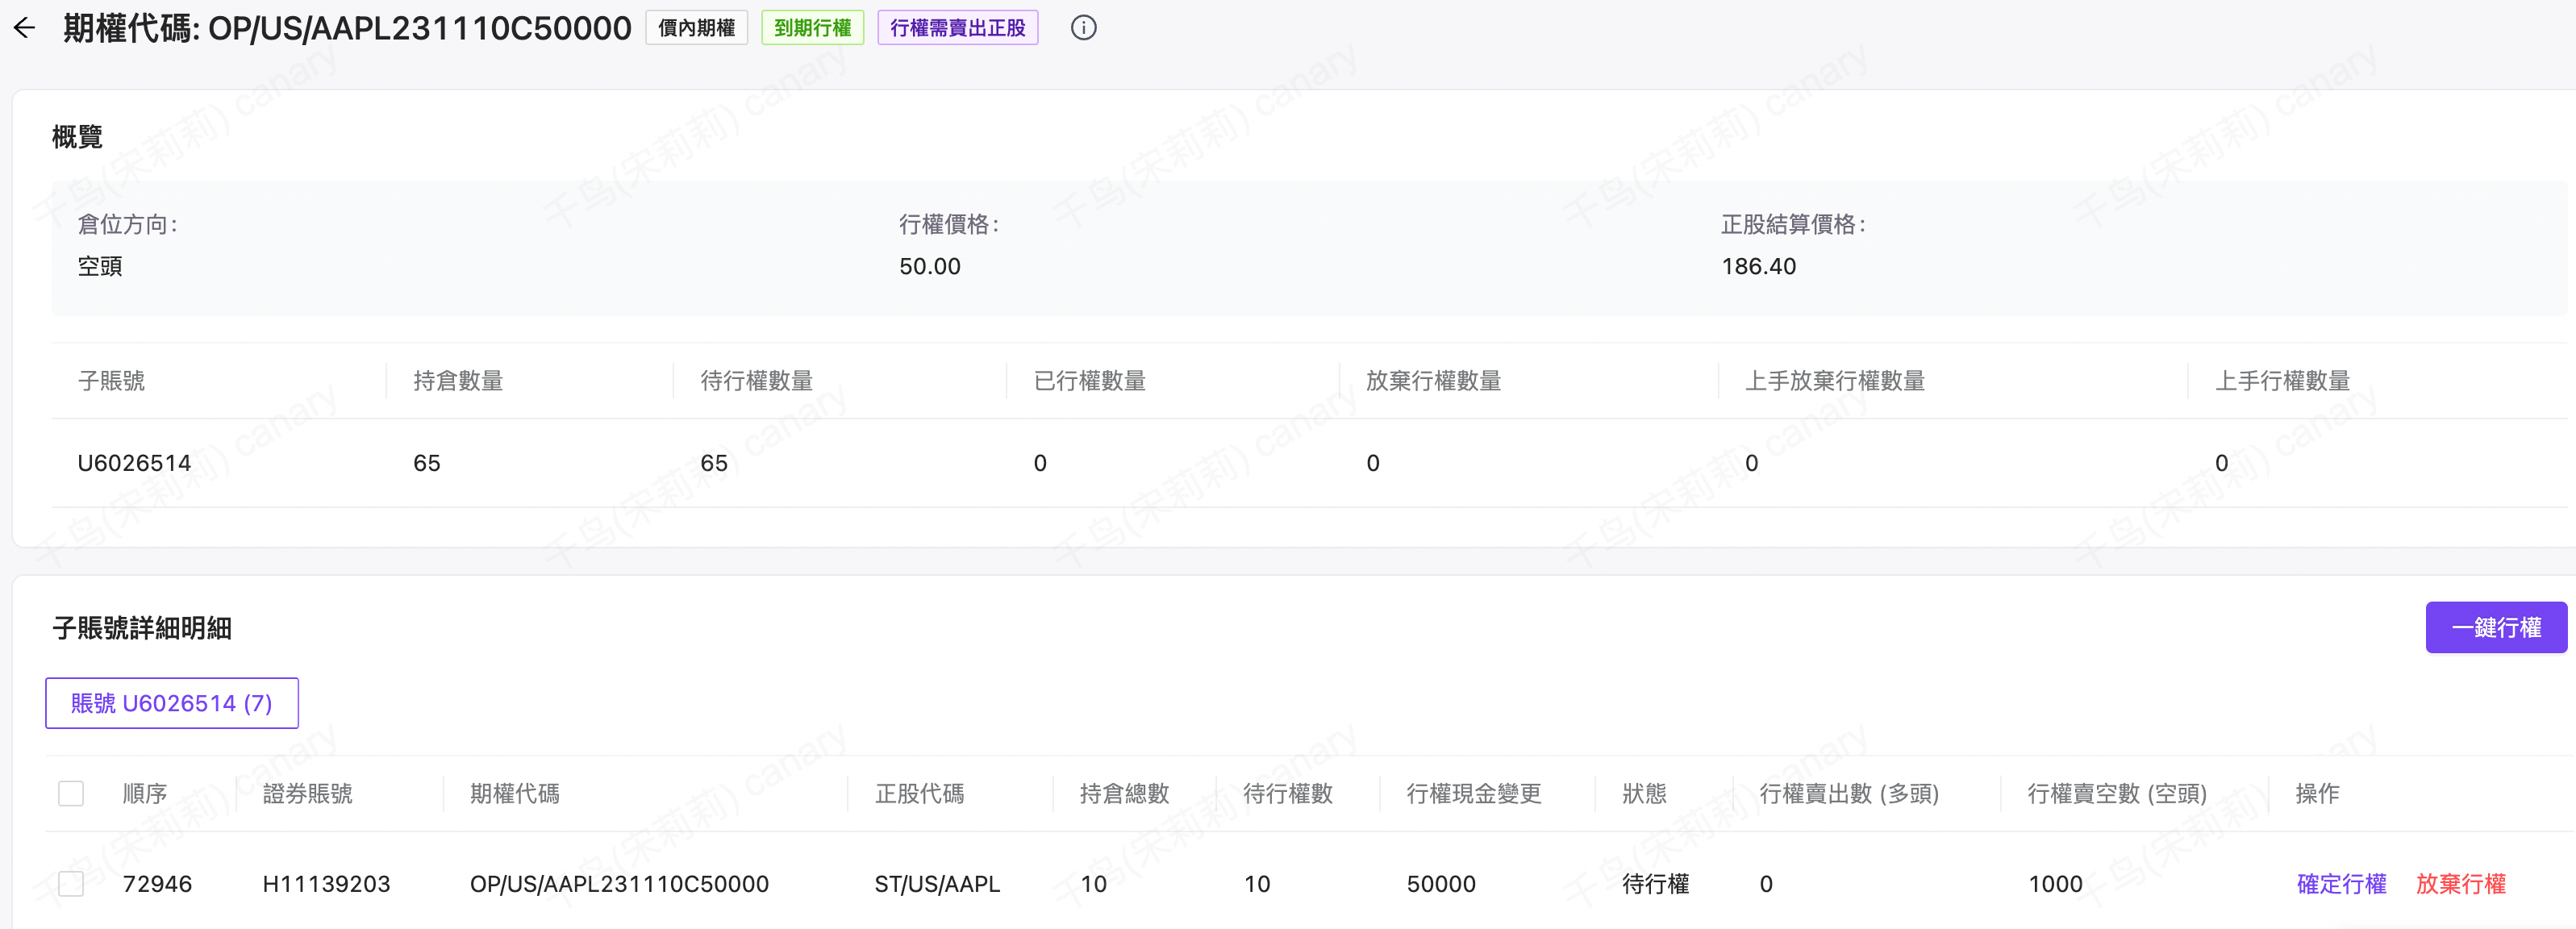 期權代碼: OP/US/AAPL231110C50000 價內期權 到期行權 行權需賣出正股
概覽
倉位方向: 行權價格: 正股結算價格:
空頭 50.00 186.40
子賬號 持倉數量 待行權數量 已行權數量 放棄行權數量 上手放棄行權數量 上手行權數量
U6026514 65 65 0 0 0 0
子賬號詳細明細 一鍵行權
賬號 U6026514 (7)
順序 證券賬號 期權代碼 正股代碼 持倉總數 待行權數 行權現金變更 狀態 行權賣出數 (多頭) 行權賣空數 (空頭) 操作
72946 H11139203 OP/US/AAPL231110C50000 ST/US/AAPL 10 10 50000 待行權 0 1000 確定行權 放棄行權
千鸟(宋莉莉) canary